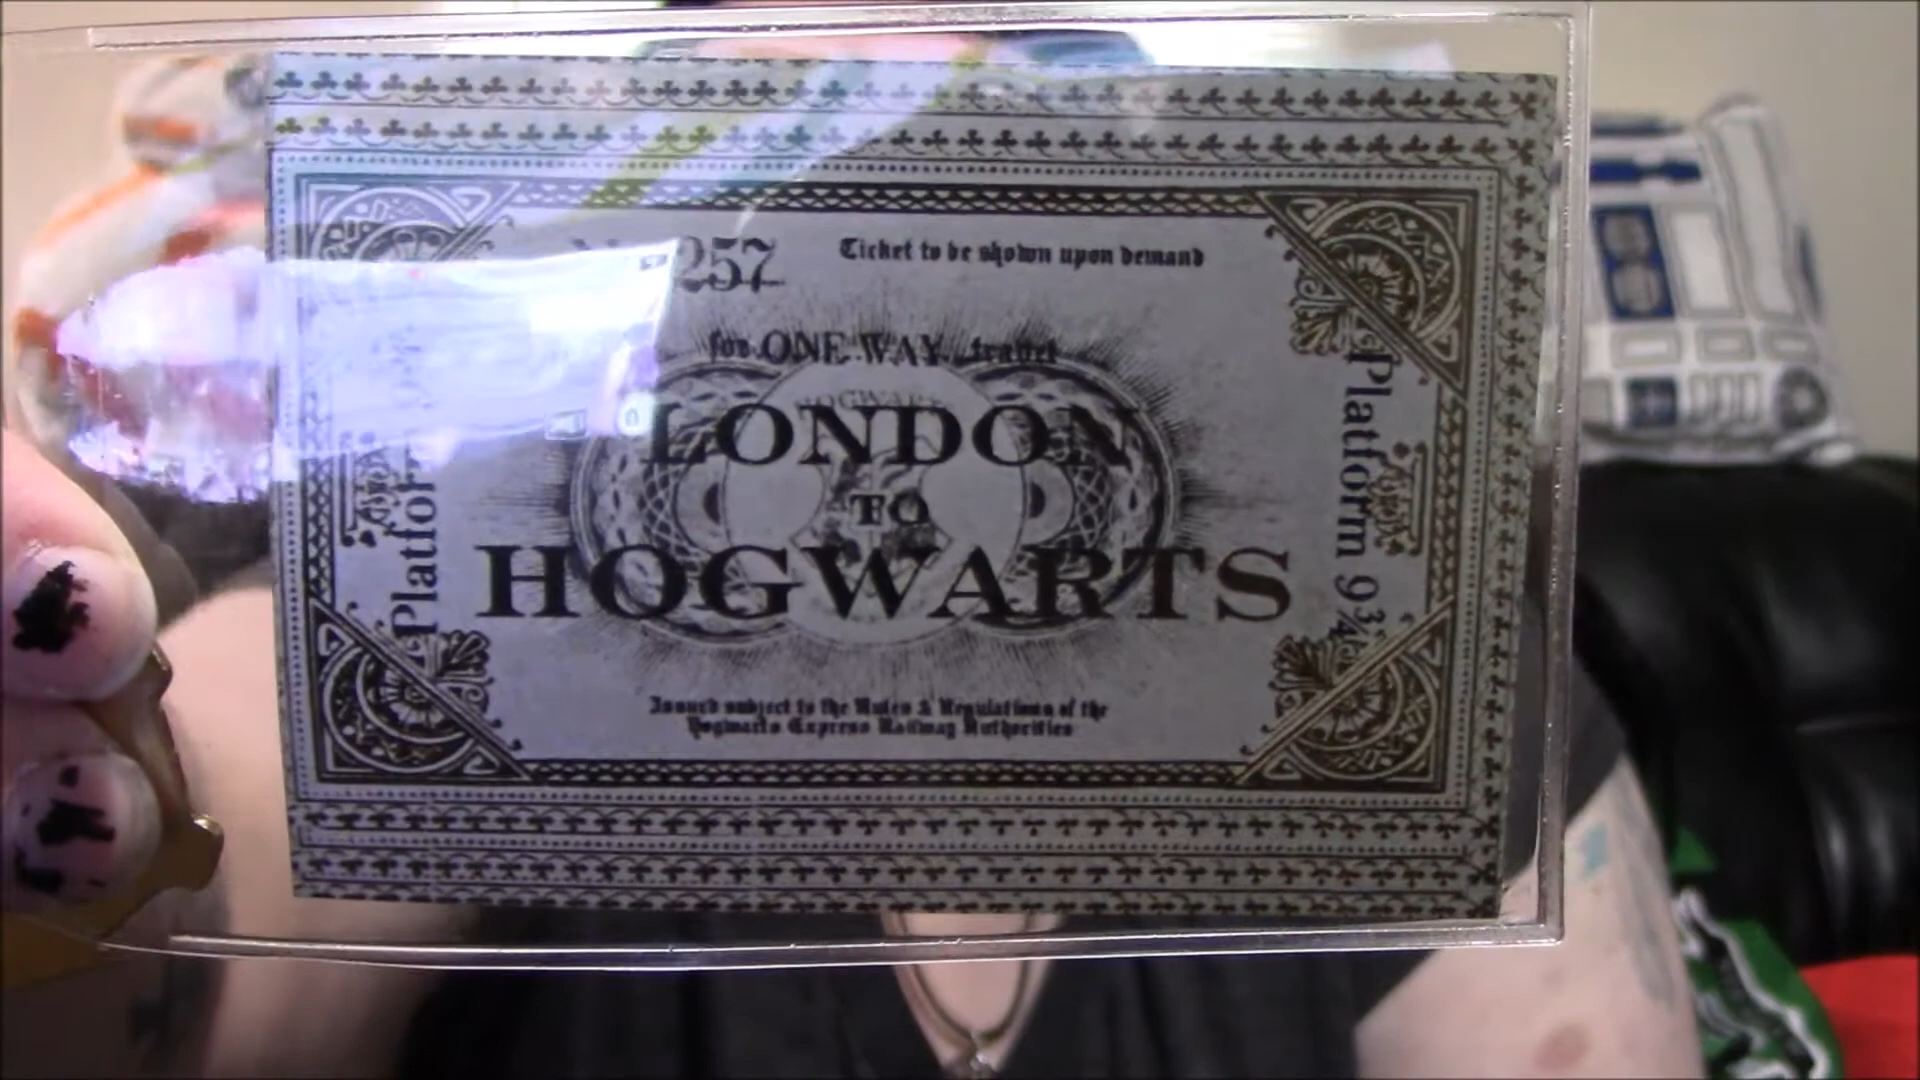 257
Ticket to be shown upon demand
for ONE WAY travel
LONDON
TO
HOGWARTS
Platform
Platform 9¾
Issued subject to the Rules & Regulations of the
Hogwarts Express Railway Authorities